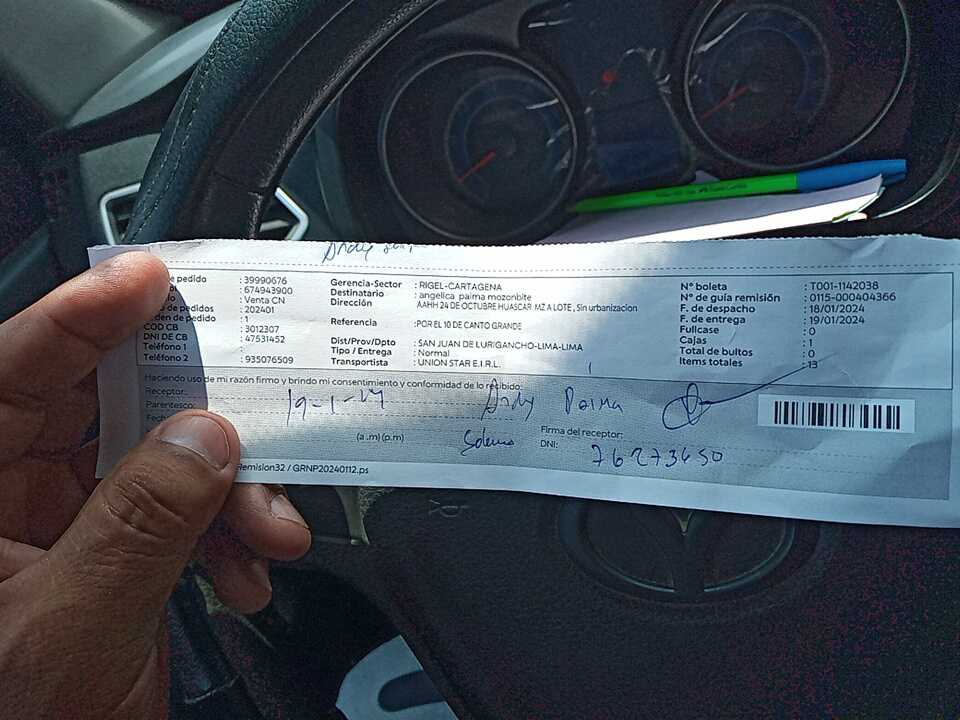 Andy
e pedido : 39990676
: 674943900
io : Venta CN
o de pedidos : 202401
den de pedido : 1
COD CB : 3012307
DNI DE CB : 47531452
Teléfono 1 :
Teléfono 2 : 935076509
Gerencia-Sector : RIGEL-CARTAGENA
Destinatario : angelica palma mozonbite
Dirección : AAHH 24 DE OCTUBRE HUASCAR MZ A LOTE , Sin urbanizacion
Referencia : POR EL 10 DE CANTO GRANDE
Dist/Prov/Dpto : SAN JUAN DE LURIGANCHO-LIMA-LIMA
Tipo / Entrega : Normal
Transportista : UNION STAR E.I.R.L.
N° boleta : T001-1142038
N° de guía remisión : 0115-000404366
F. de despacho : 18/01/2024
F. de entrega : 19/01/2024
Fullcase : 0
Cajas : 1
Total de bultos : 0
Items totales : 13
Haciendo uso de mi razón firmo y brindo mi consentimiento y conformidad de lo recibido:
Receptor:
Parentesco:
Fech
19-1-24
Andy Palma
(a .m) (p.m)
Firma del receptor:
DNI: 76273650
Remision32 / GRNP20240112.ps